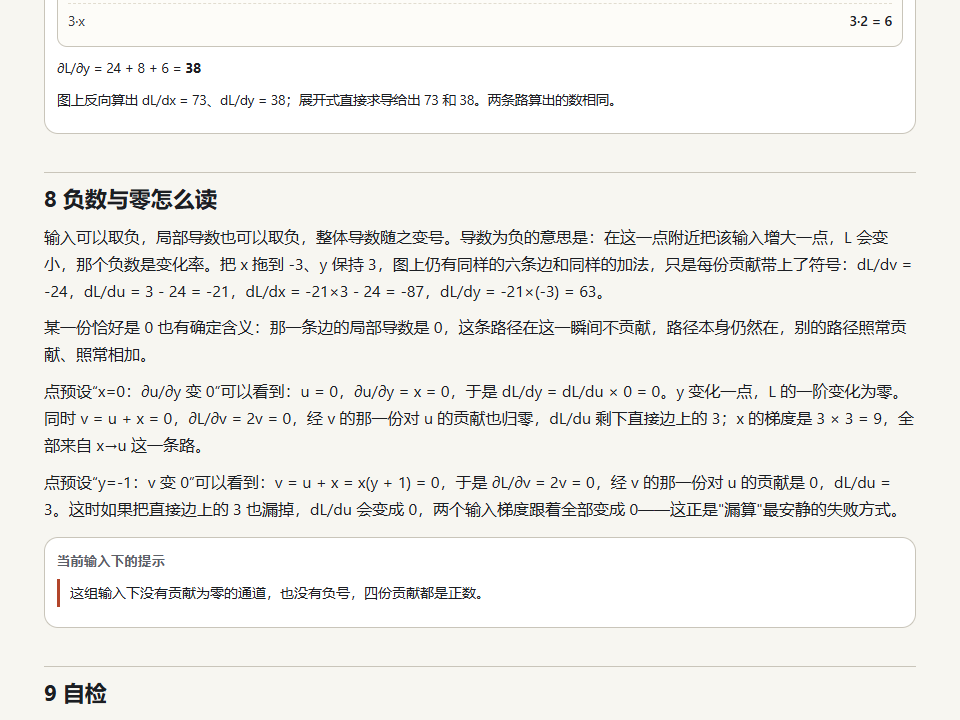 3·x 3·2 = 6
∂L/∂y = 24 + 8 + 6 = 38
图上反向算出 dL/dx = 73、dL/dy = 38；展开式直接求导给出 73 和 38。两条路算出的数相同。
8 负数与零怎么读
输入可以取负，局部导数也可以取负，整体导数随之变号。导数为负的意思是：在这一点附近把该输入增大一点，L 会变
小，那个负数是变化率。把 x 拖到 -3、y 保持 3，图上仍有同样的六条边和同样的加法，只是每份贡献带上了符号：dL/dv =
-24，dL/du = 3 - 24 = -21，dL/dx = -21×3 - 24 = -87，dL/dy = -21×(-3) = 63。
某一份恰好是 0 也有确定含义：那一条边的局部导数是 0，这条路径在这一瞬间不贡献，路径本身仍然在，别的路径照常贡
献、照常相加。
点预设“x=0：∂u/∂y 变 0”可以看到：u = 0，∂u/∂y = x = 0，于是 dL/dy = dL/du × 0 = 0。y 变化一点，L 的一阶变化为零。
同时 v = u + x = 0，∂L/∂v = 2v = 0，经 v 的那一份对 u 的贡献也归零，dL/du 剩下直接边上的 3；x 的梯度是 3 × 3 = 9，全
部来自 x→u 这一条路。
点预设“y=-1：v 变 0”可以看到：v = u + x = x(y + 1) = 0，于是 ∂L/∂v = 2v = 0，经 v 的那一份对 u 的贡献是 0，dL/du =
3。这时如果把直接边上的 3 也漏掉，dL/du 会变成 0，两个输入梯度跟着全部变成 0——这正是"漏算"最安静的失败方式。
当前输入下的提示
这组输入下没有贡献为零的通道，也没有负号，四份贡献都是正数。
9 自检